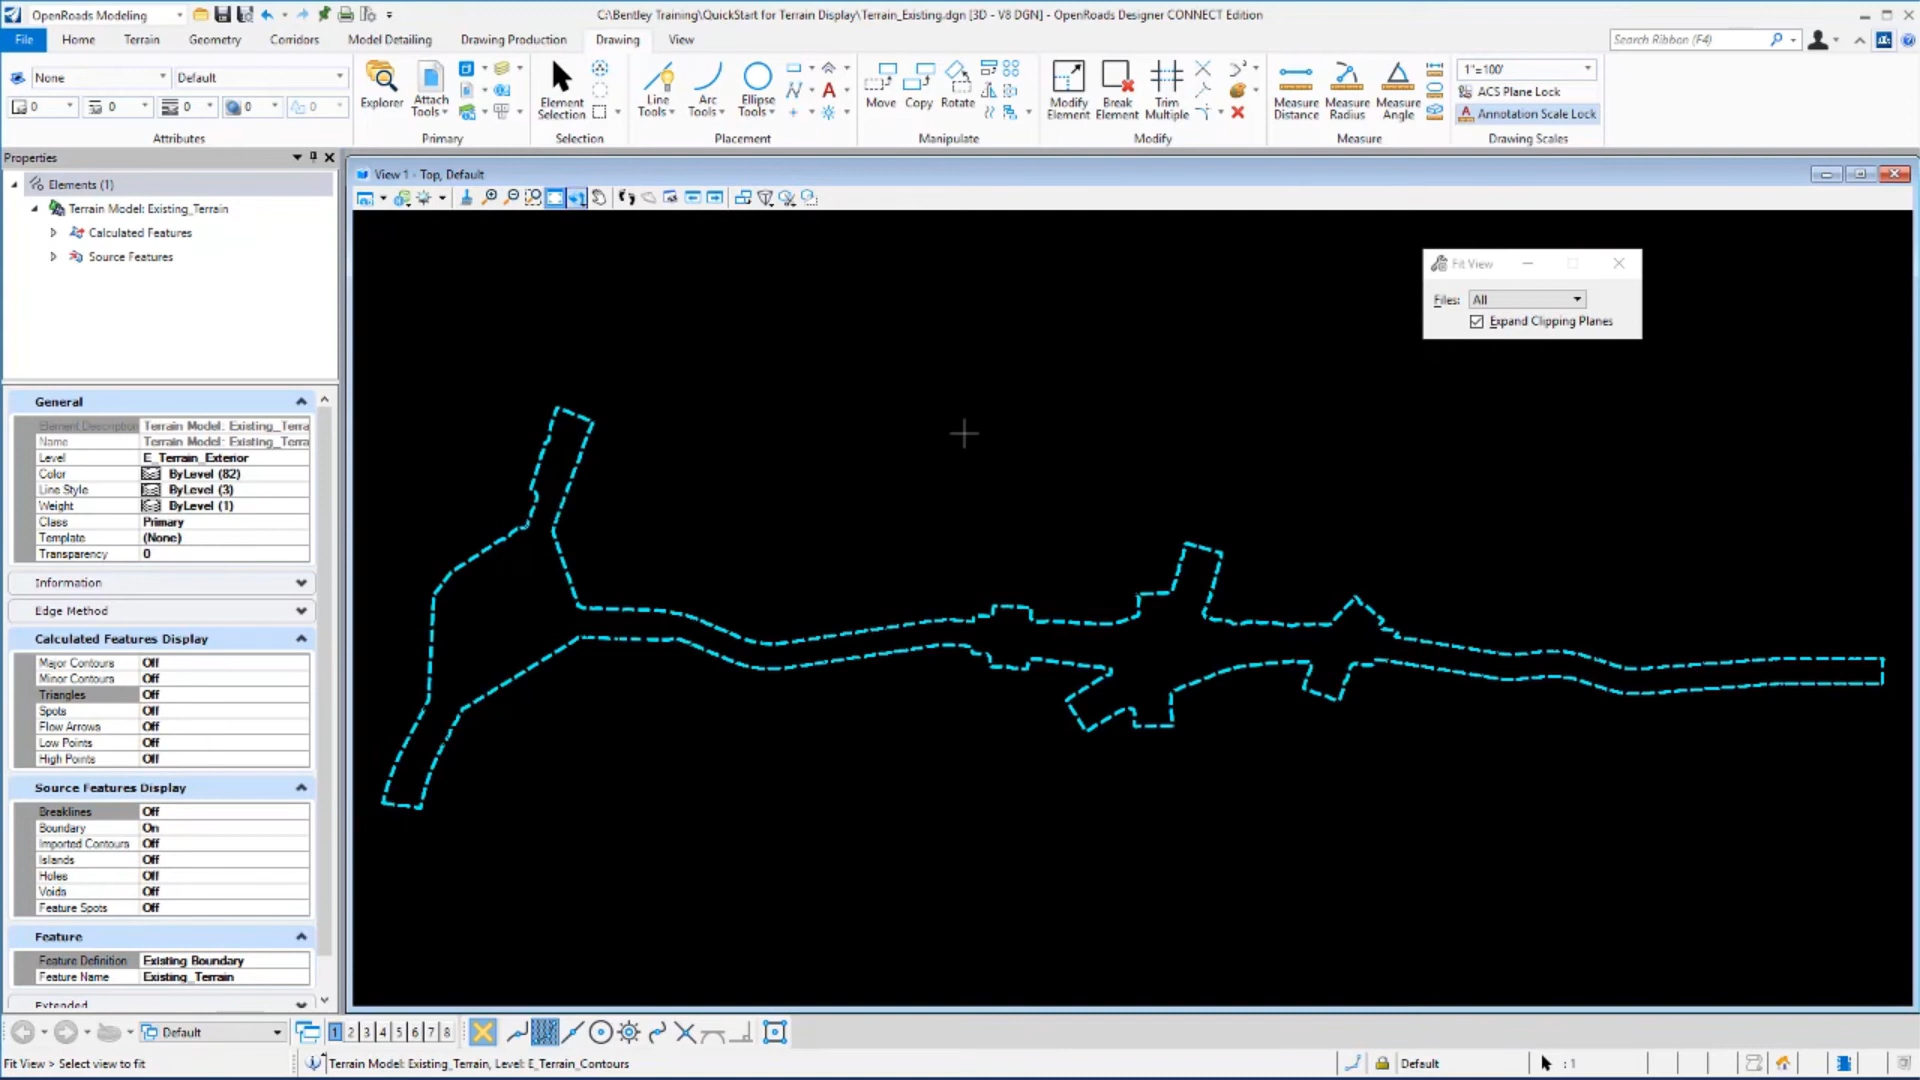 OpenRoads Modeling
C:\Bentley Training\QuickStart for Terrain Display\Terrain_Existing.dgn [3D - V8 DGN] - OpenRoads Designer CONNECT Edition
File Home Terrain Geometry Corridors Model Detailing Drawing Production Drawing View
Search Ribbon (F4)
None Default
0 0 0 0 0
Attributes
Explorer
Attach Tools
Primary
Element Selection
Selection
Line Tools
Arc Tools
Ellipse Tools
Placement
Move Copy Rotate
Manipulate
Modify Element
Break Element
Trim Multiple
Modify
Measure Distance
Measure Radius
Measure Angle
Measure
1"=100'
ACS Plane Lock
Annotation Scale Lock
Drawing Scales
Properties
Elements (1)
Terrain Model: Existing_Terrain
Calculated Features
Source Features
View 1 - Top, Default
Fit View
Files: All
Expand Clipping Planes
General
Element Description Terrain Model: Existing_Terra
Name Terrain Model: Existing_Terra
Level E_Terrain_Exterior
Color ByLevel (82)
Line Style ByLevel (3)
Weight ByLevel (1)
Class Primary
Template (None)
Transparency 0
Information
Edge Method
Calculated Features Display
Major Contours Off
Minor Contours Off
Triangles Off
Spots Off
Flow Arrows Off
Low Points Off
High Points Off
Source Features Display
Breaklines Off
Boundary On
Imported Contours Off
Islands Off
Holes Off
Voids Off
Feature Spots Off
Feature
Feature Definition Existing Boundary
Feature Name Existing_Terrain
Extended
Default
1 2 3 4 5 6 7 8
Fit View > Select view to fit
Terrain Model: Existing_Terrain, Level: E_Terrain_Contours
Default
: 1